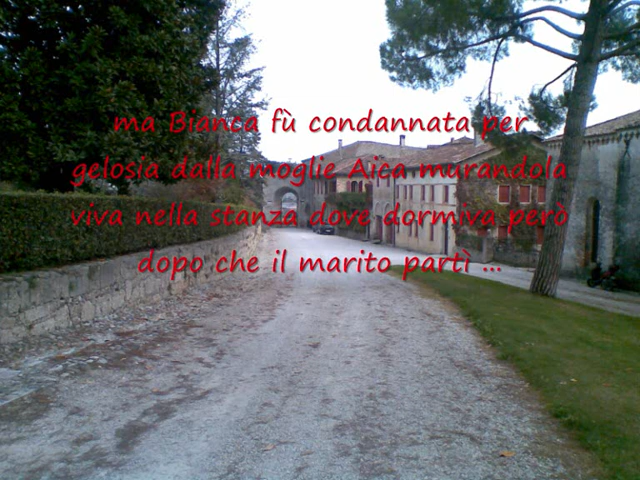 ma Bianca fù condannata per
gelosia dalla moglie Aica murandola
viva nella stanza dove dormiva però
dopo che il marito partì ...